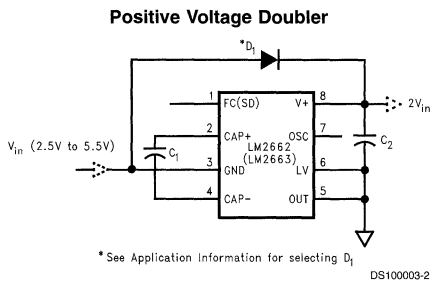 Positive Voltage Doubler
*D1
1 FC(SD) V+ 8 2Vin
2 CAP+ OSC 7
Vin (2.5V to 5.5V) C1 LM2662 C2
(LM2663)
3 GND LV 6
4 CAP- OUT 5
*See Application Information for selecting D1
DS100003-2